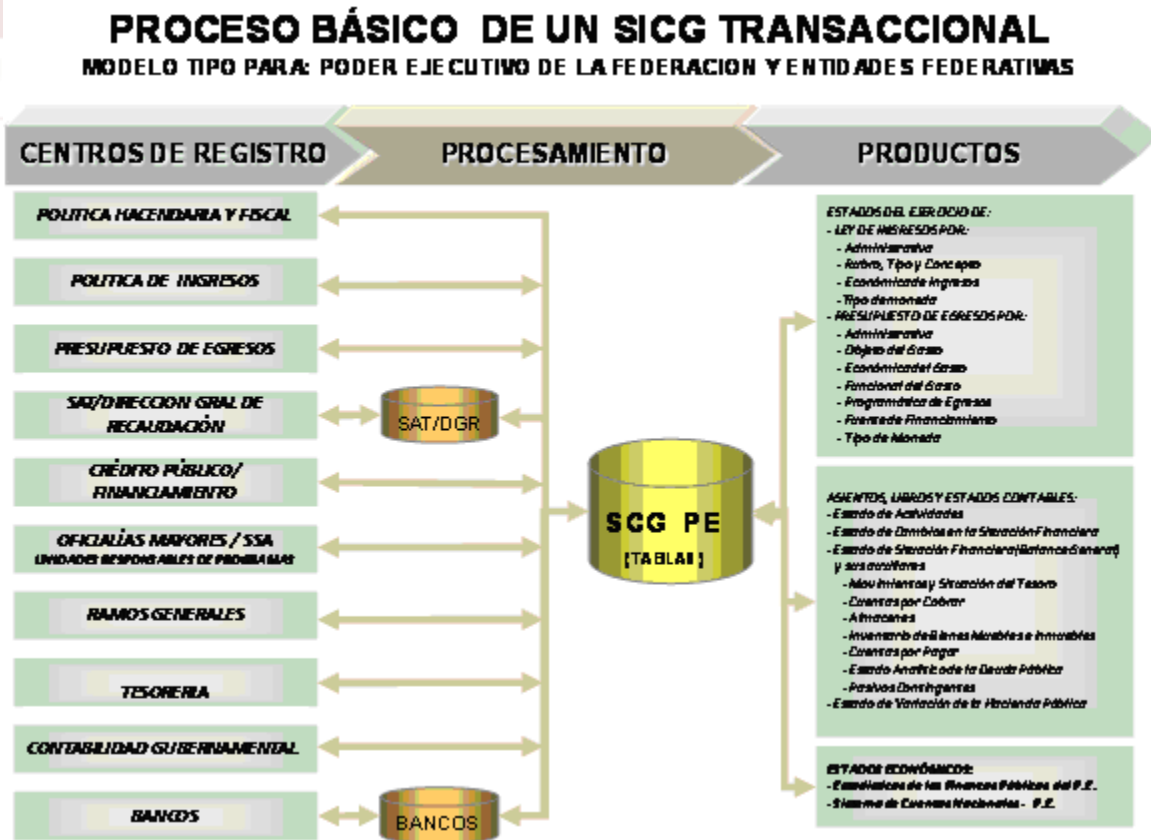 PROCESO BÁSICO DE UN SICG TRANSACCIONAL
MODELO TIPO PARA: PODER EJECUTIVO DE LA FEDERACION Y ENTIDADES FEDERATIVAS
CENTROS DE REGISTRO
PROCESAMIENTO
PRODUCTOS
POLITICA HACENDARIA Y FISCAL
POLITICA DE INGRESOS
PRESUPUESTO DE EGRESOS
SAT/DIRECCION GRAL DE
RECAUDACIÓN
CRÉDITO PÚBLICO/
FINANCIAMIENTO
OFICIALÍAS MAYORES / SSA
UNIDADES RESPONSABLES DE PROGRAMAS
RAMOS GENERALES
TESORERIA
CONTABILIDAD GUBERNAMENTAL
BANCOS
SAT/DGR
BANCOS
SCG PE
(TABLAS)
ESTADOS DEL EJERCICIO DE:
- LEY DE INGRESOS POR:
- Administrativa
- Rubro, Tipo y Concepto
- Económica de Ingresos
- Tipo de moneda
- PRESUPUESTO DE EGRESOS POR:
- Administrativa
- Objeto del Gasto
- Económica del Gasto
- Funcional del Gasto
- Programática de Egresos
- Fuente de Financiamiento
- Tipo de Moneda
ASIENTOS, LIBROS Y ESTADOS CONTABLES:
- Estado de Actividades
- Estado de Cambios en la Situación Financiera
- Estado de Situación Financiera (Balance General)
y sus auxiliares
- Movimientos y Situación del Tesoro
- Cuentas por Cobrar
- Almacenes
- Inventario de Bienes Muebles e Inmuebles
- Cuentas por Pagar
- Estado Analítico de la Deuda Pública
- Pasivos Contingentes
- Estado de Variación de la Hacienda Pública
ESTADOS ECONÓMICOS:
- Estadísticas de las Finanzas Públicas del P.E.
- Sistema de Cuentas Nacionales - P.E.